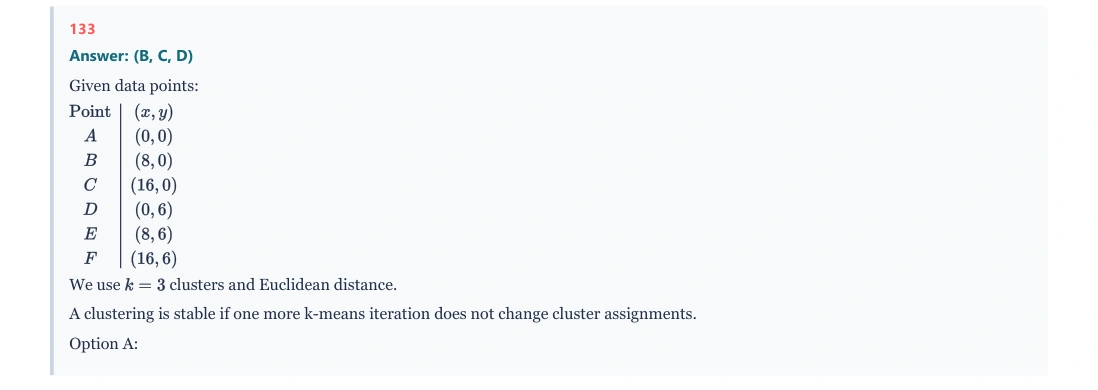 133
Answer: (B, C, D)
Given data points:
Point | (x, y)
A (0, 0)
B (8, 0)
C (16, 0)
D (0, 6)
E (8, 6)
F (16, 6)
We use k = 3 clusters and Euclidean distance.
A clustering is stable if one more k-means iteration does not change cluster assignments.
Option A: